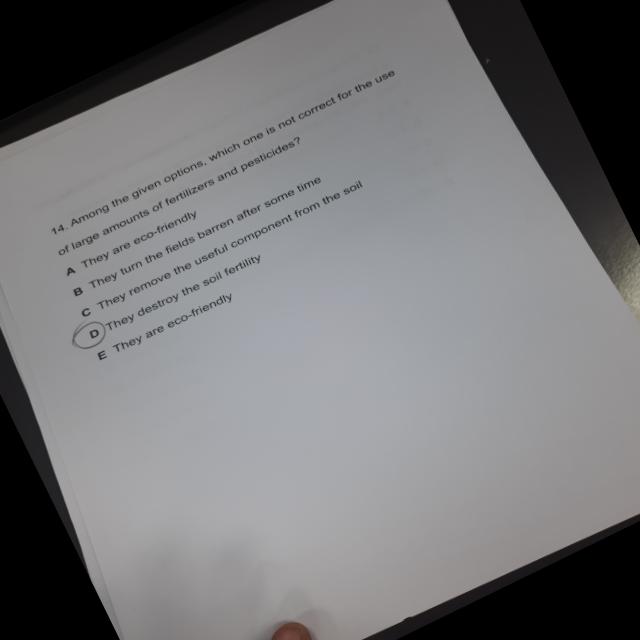 14. Among the given options, which one is not correct for the use
of large amounts of fertilizers and pesticides?
A They are eco-friendly
B They turn the fields barren after some time
C They remove the useful component from the soil
D They destroy the soil fertility
E They are eco-friendly